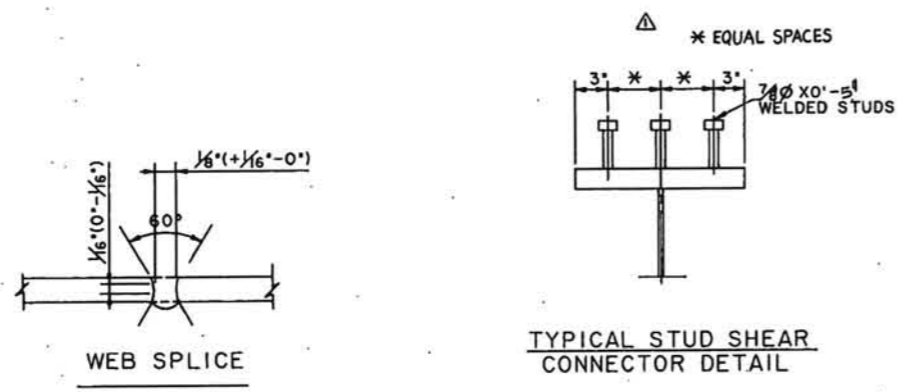 1
* EQUAL SPACES
3" * * 3"
7/8Ø X0'-5"
WELDED STUDS
1/8"(+1/16"-0")
60°
1/16"(0"-1/16")
WEB SPLICE
TYPICAL STUD SHEAR
CONNECTOR DETAIL